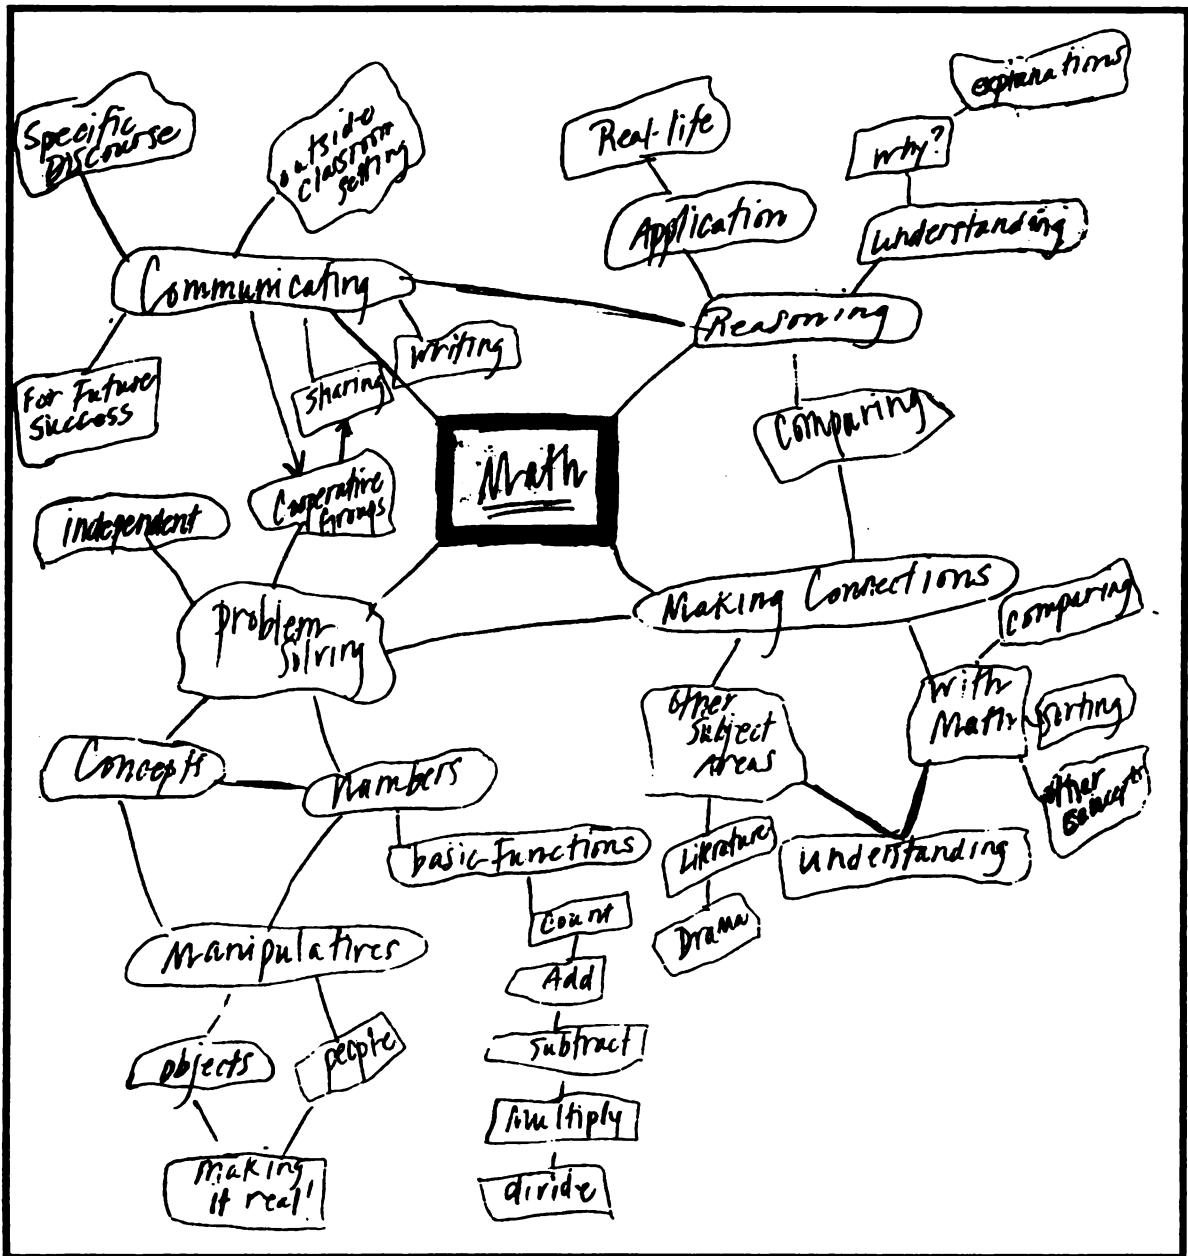 explanations
Specific
Discourse
outside
Classroom
setting
Real-life
why?
Application
understanding
Communicating
Reasoning
writing
For Future
Success
sharing
Comparing
Math
Cooperative
Groups
independent
Problem
Solving
Making Connections
Comparing
other
Subject
Areas
with
Math
Sorting
Concepts
Numbers
other
basic Functions
Literature
understanding
Count
Drama
Manipulatives
Add
Subtract
objects
people
multiply
Making
it real!
divide